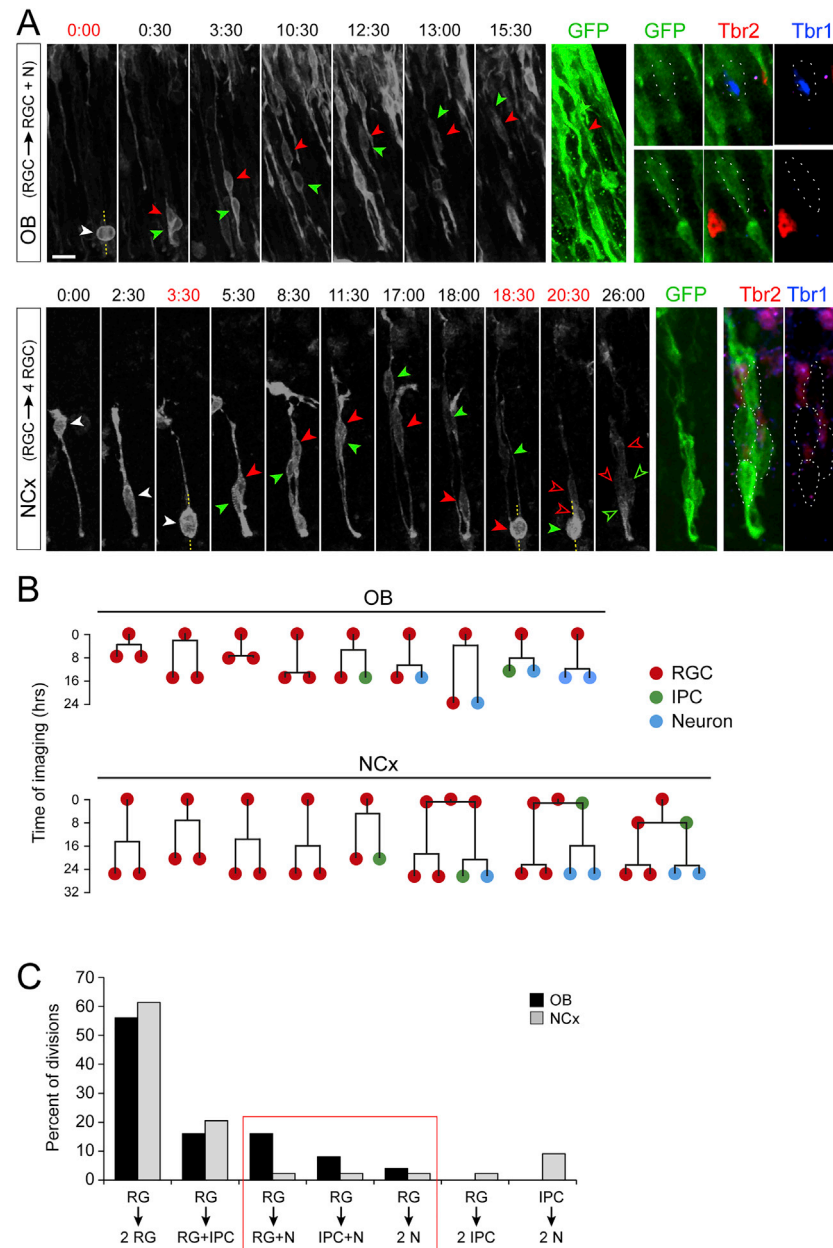 A
0:00 0:30 3:30 10:30 12:30 13:00 15:30 GFP GFP Tbr2 Tbr1
OB (RGC → RGC + N)
0:00 2:30 3:30 5:30 8:30 11:30 17:00 18:00 18:30 20:30 26:00 GFP Tbr2 Tbr1
NCx (RGC → 4 RGC)
B
OB
0
8
16
24
RGC
IPC
Neuron
NCx
Time of imaging (hrs)
0
8
16
24
32
C
Percent of divisions
70
60
50
40
30
20
10
0
OB
NCx
RG RG RG RG RG RG IPC
2 RG RG+IPC RG+N IPC+N 2 N 2 IPC 2 N